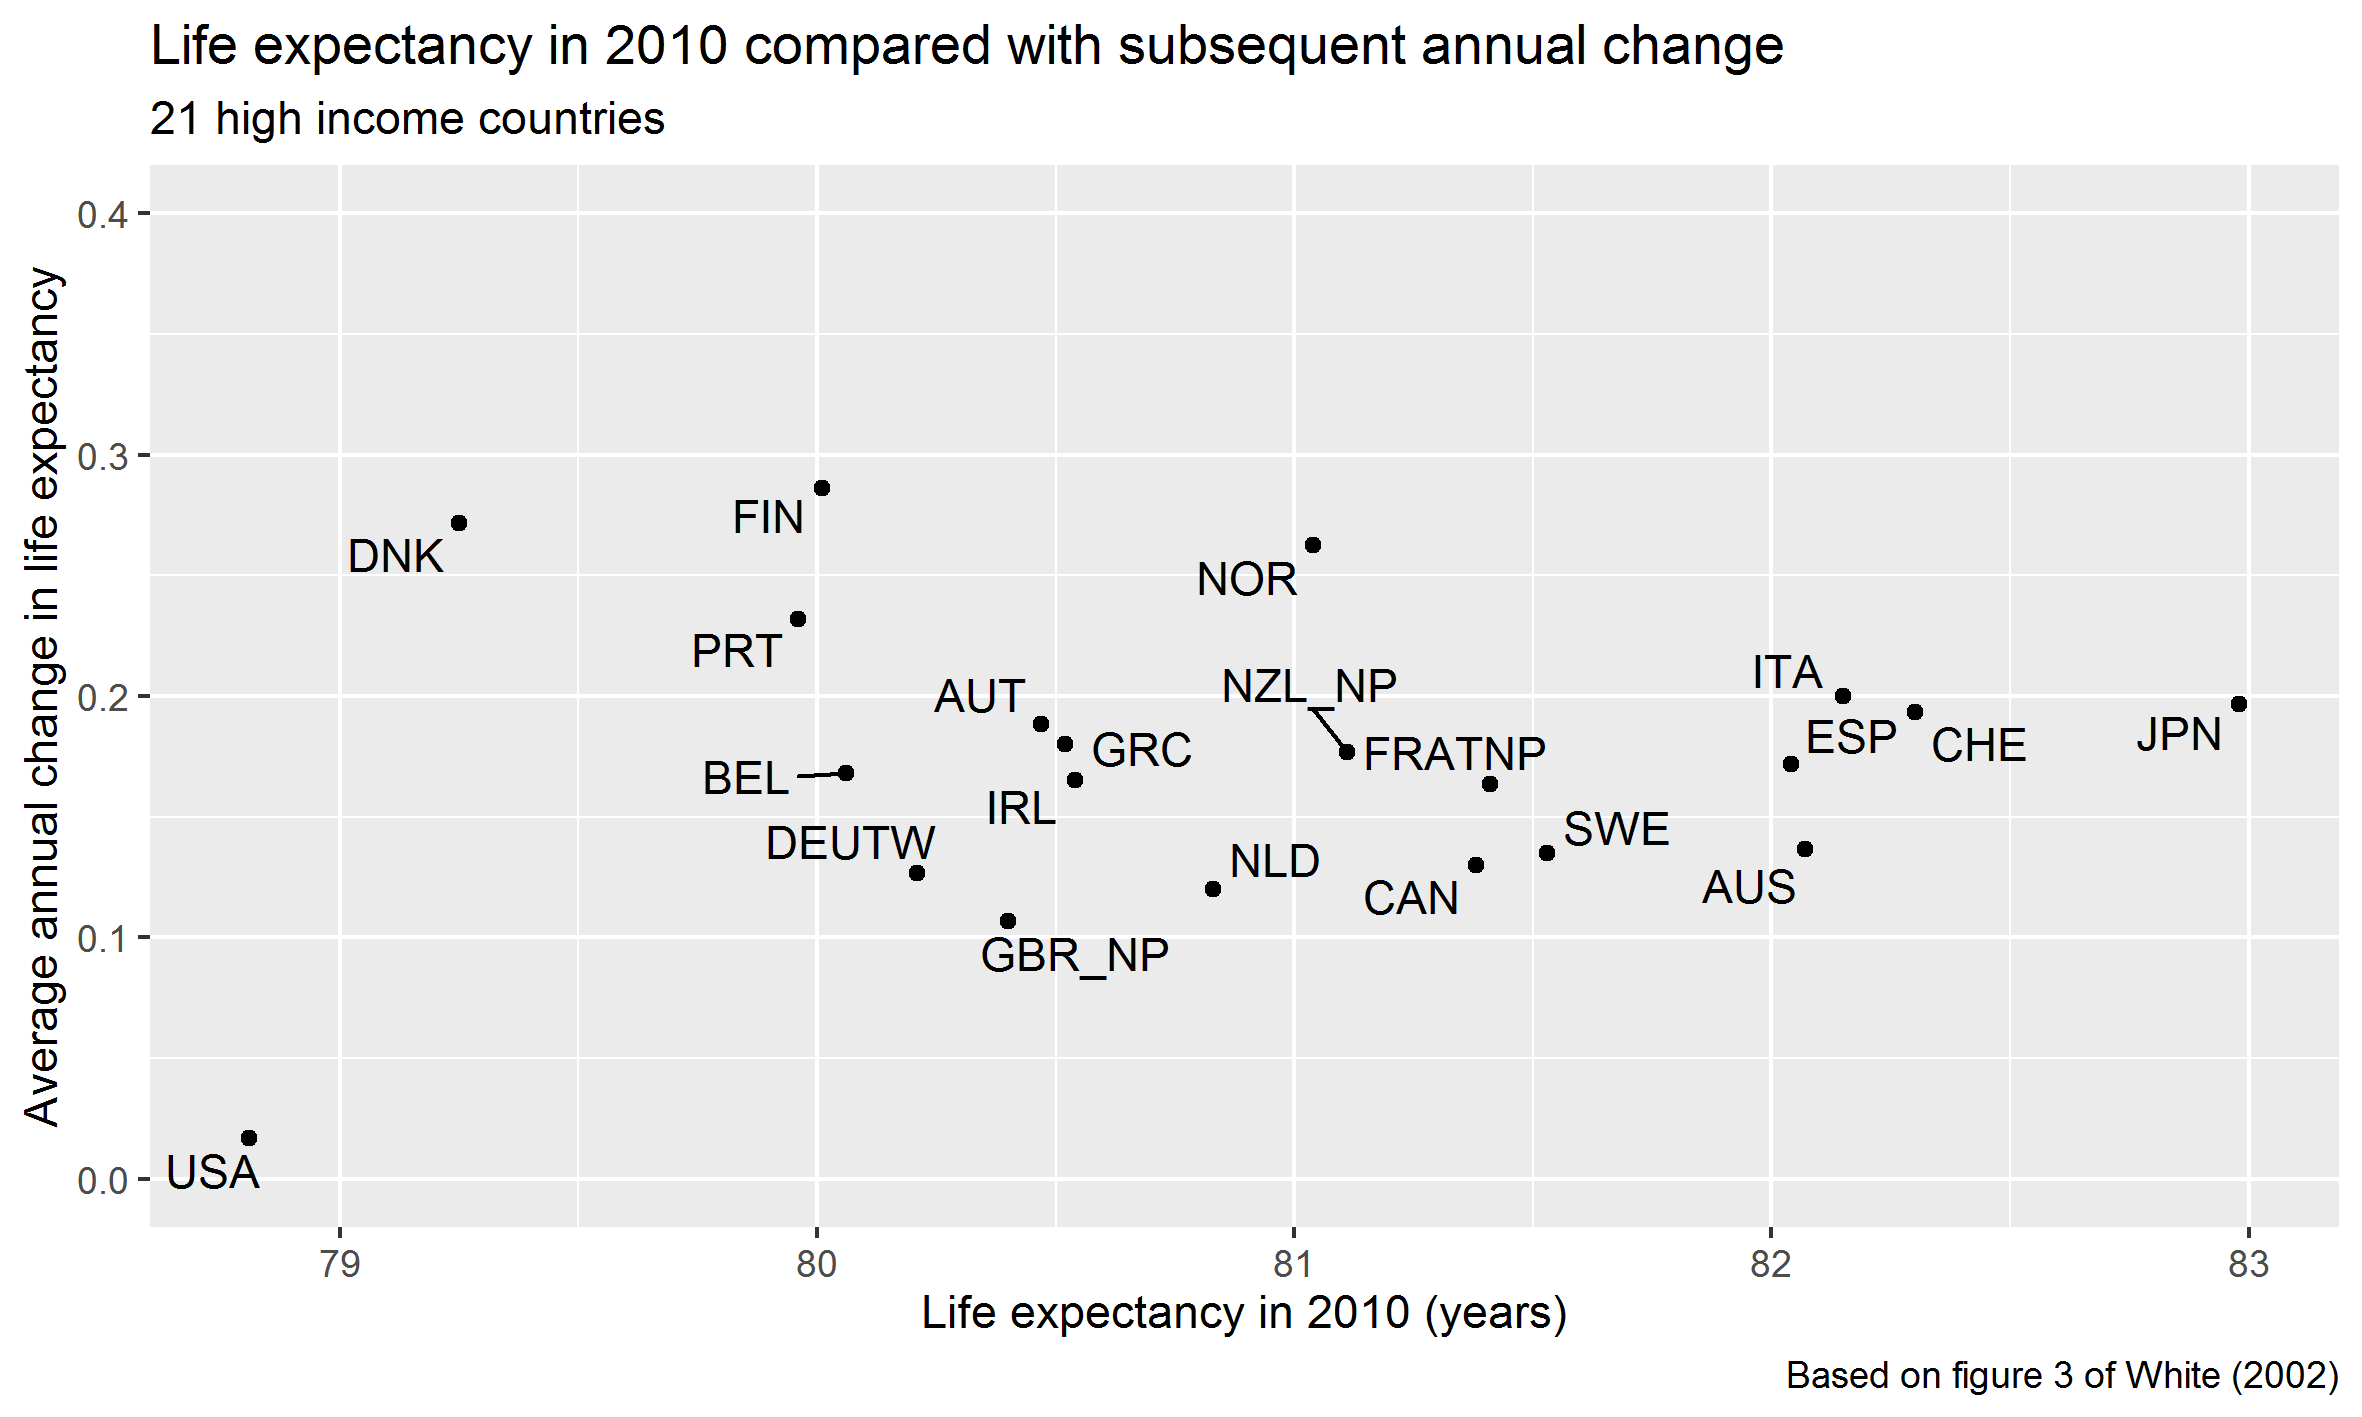 Life expectancy in 2010 compared with subsequent annual change
21 high income countries
Average annual change in life expectancy
0.4
0.3
0.2
0.1
0.0
FIN
DNK
NOR
PRT
ITA
NZL_NP
AUT
ESP
JPN
GRC
CHE
FRATNP
BEL
IRL
SWE
DEUTW
NLD
AUS
CAN
GBR_NP
USA
79
80
81
82
83
Life expectancy in 2010 (years)
Based on figure 3 of White (2002)